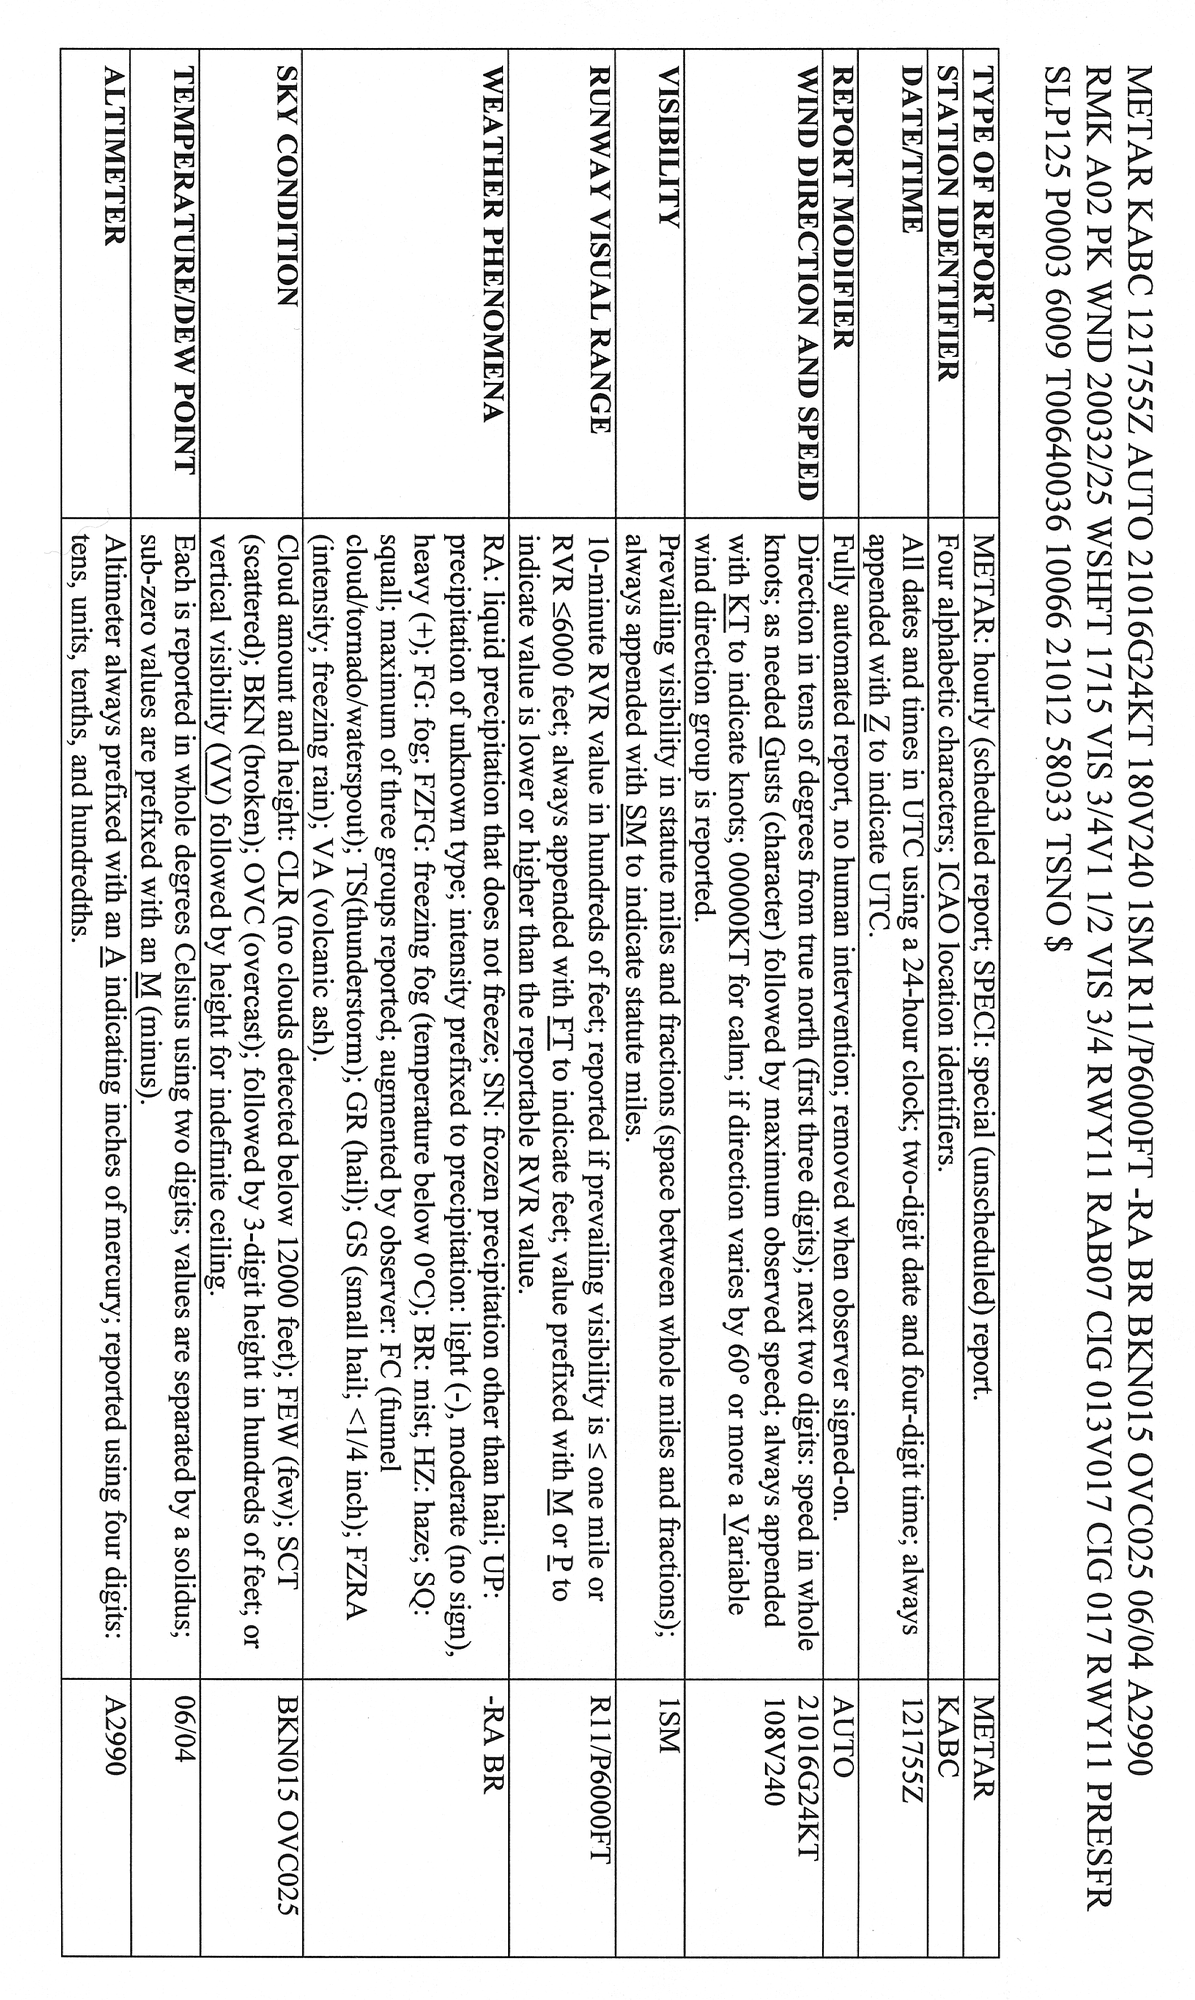 METAR KABC 121755Z AUTO 21016G24KT 180V240 1SM R11/P6000FT -RA BR BKN015 OVC025 06/04 A2990
RMK A02 PK WND 20032/25 WSHFT 1715 VIS 3/4V1 1/2 VIS 3/4 RWY11 RAB07 CIG 013V017 CIG 017 RWY11 PRESFR
SLP125 P0003 6009 T00640036 10066 21012 58033 TSNO $
TYPE OF REPORT
METAR: hourly (scheduled report; SPECI: special (unscheduled) report.
METAR
STATION IDENTIFIER
Four alphabetic characters; ICAO location identifiers.
KABC
DATE/TIME
All dates and times in UTC using a 24-hour clock; two-digit date and four-digit time; always
appended with Z to indicate UTC.
121755Z
REPORT MODIFIER
Fully automated report, no human intervention; removed when observer signed-on.
AUTO
WIND DIRECTION AND SPEED
Direction in tens of degrees from true north (first three digits); next two digits: speed in whole
knots; as needed Gusts (character) followed by maximum observed speed; always appended
with KT to indicate knots; 00000KT for calm; if direction varies by 60° or more a Variable
wind direction group is reported.
21016G24KT
108V240
VISIBILITY
Prevailing visibility in statute miles and fractions (space between whole miles and fractions);
always appended with SM to indicate statute miles.
1SM
RUNWAY VISUAL RANGE
10-minute RVR value in hundreds of feet; reported if prevailing visibility is ≤ one mile or
RVR ≤6000 feet; always appended with FT to indicate feet; value prefixed with M or P to
indicate value is lower or higher than the reportable RVR value.
R11/P6000FT
WEATHER PHENOMENA
RA: liquid precipitation that does not freeze; SN: frozen precipitation other than hail; UP:
precipitation of unknown type; intensity prefixed to precipitation: light (-), moderate (no sign),
heavy (+); FG: fog; FZFG: freezing fog (temperature below 0°C); BR: mist; HZ: haze; SQ:
squall; maximum of three groups reported; augmented by observer: FC (funnel
cloud/tornado/waterspout); TS(thunderstorm); GR (hail); GS (small hail; <1/4 inch); FZRA
(intensity; freezing rain); VA (volcanic ash).
-RA BR
SKY CONDITION
Cloud amount and height: CLR (no clouds detected below 12000 feet); FEW (few); SCT
(scattered); BKN (broken); OVC (overcast); followed by 3-digit height in hundreds of feet; or
vertical visibility (VV) followed by height for indefinite ceiling.
BKN015 OVC025
TEMPERATURE/DEW POINT
Each is reported in whole degrees Celsius using two digits; values are separated by a solidus;
sub-zero values are prefixed with an M (minus).
06/04
ALTIMETER
Altimeter always prefixed with an A indicating inches of mercury; reported using four digits:
tens, units, tenths, and hundredths.
A2990